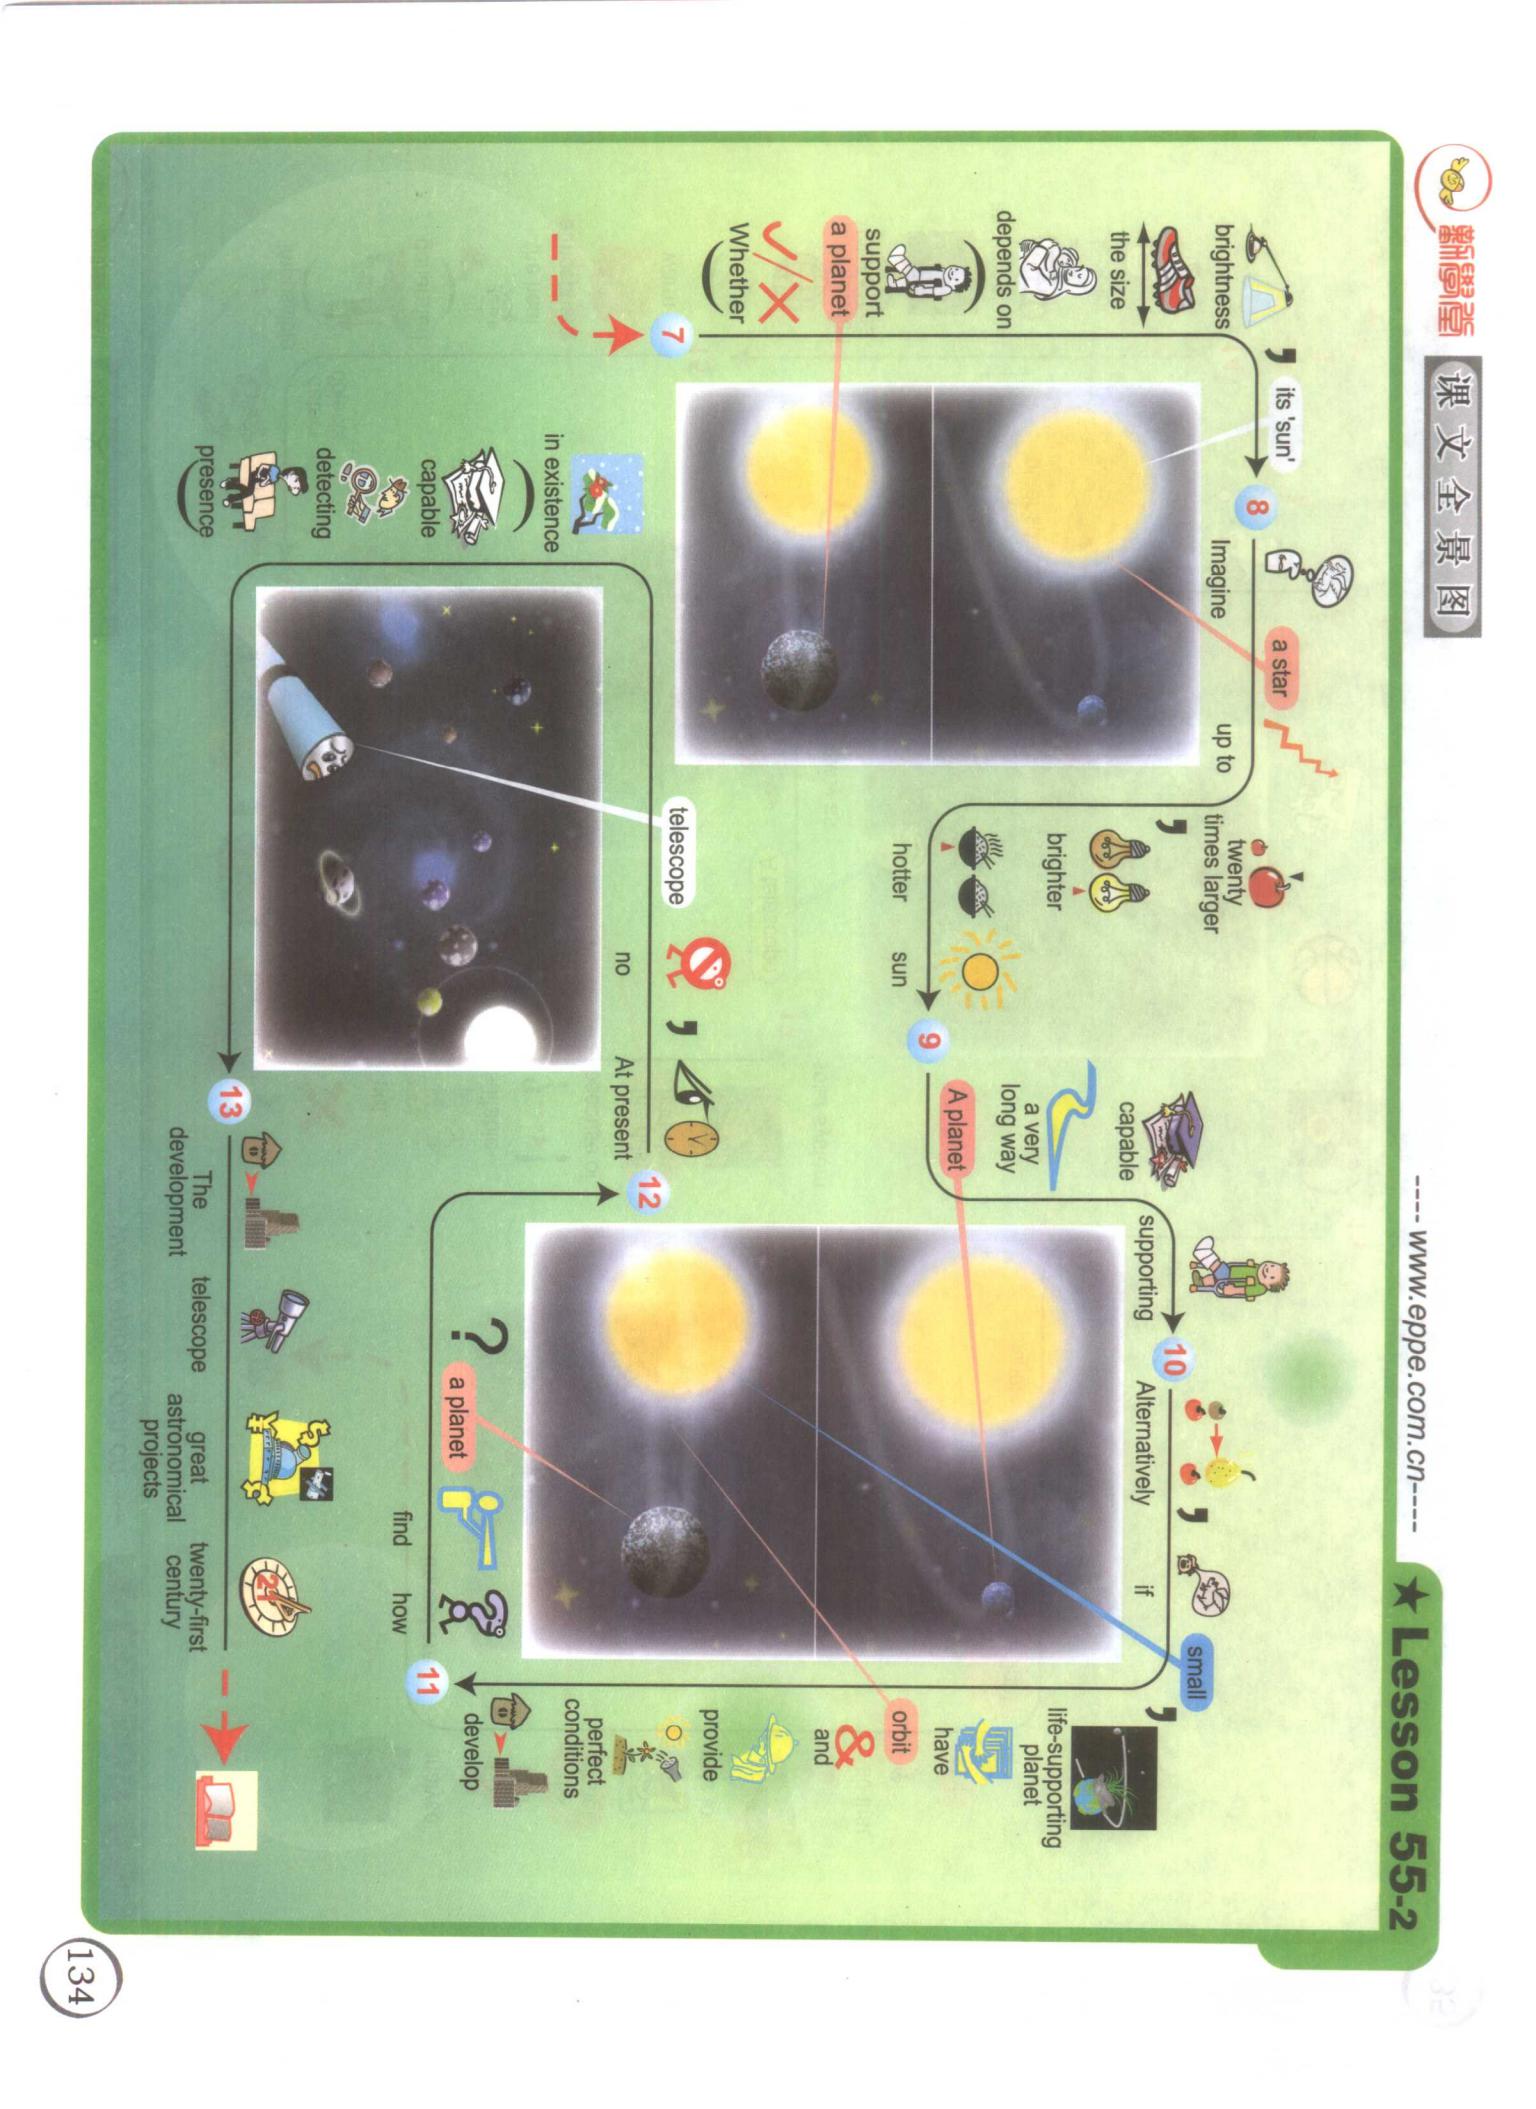 新學堂
课文全景图
---- www.eppe.com.cn----
★ Lesson 55-2
7
Whether
a planet
support
depends on
the size
brightness
,
its 'sun'
8
Imagine
a star
up to
twenty
times larger
,
brighter
hotter
sun
9
A planet
a very
long way
capable
supporting
10
Alternatively
,
if
small
,
life-supporting
planet
have
orbit
&
and
provide
perfect
conditions
develop
11
how
find
a planet
?
12
At present
,
no
telescope
in existence
capable
detecting
presence
13
The
development
telescope
great
astronomical
projects
21
twenty-first
century
134